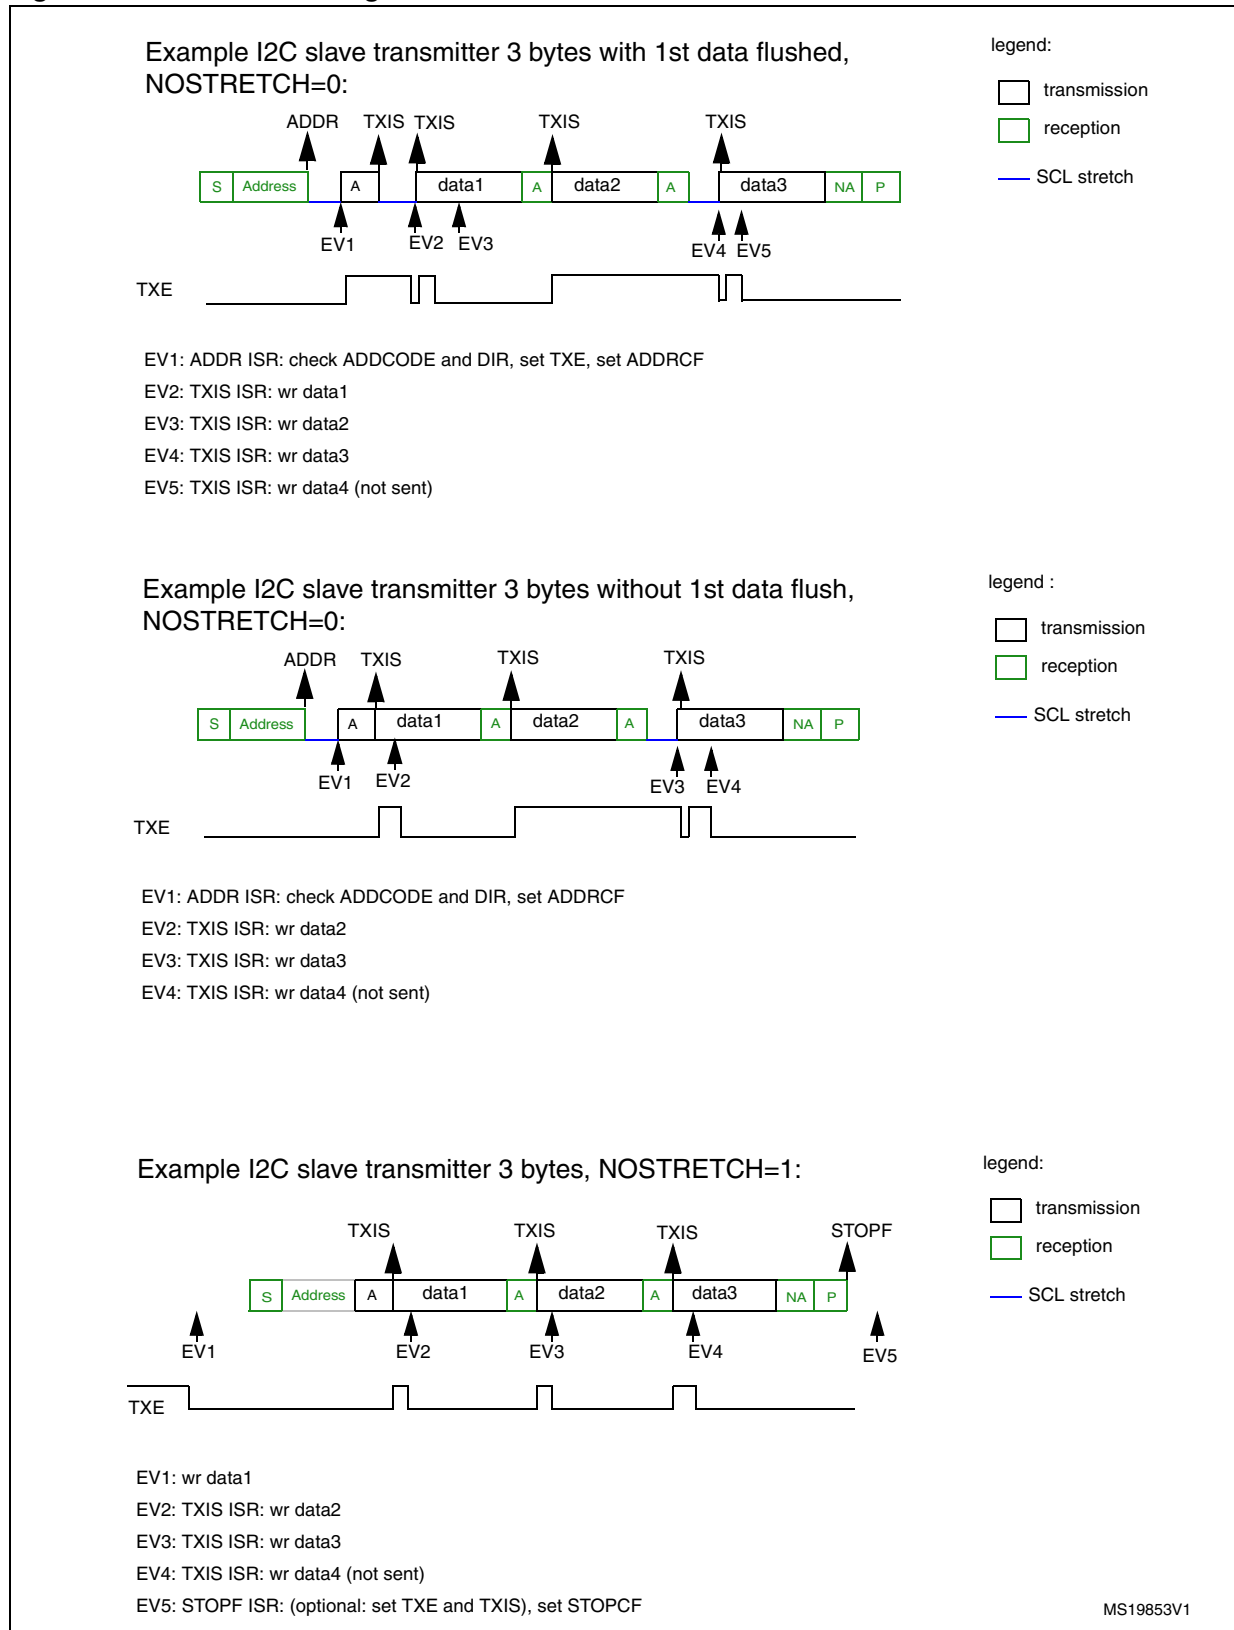 Example I2C slave transmitter 3 bytes with 1st data flushed,
NOSTRETCH=0:
legend:
transmission
reception
SCL stretch
ADDR TXIS TXIS TXIS TXIS
S Address A data1 A data2 A data3 NA P
EV1 EV2 EV3 EV4 EV5
TXE
EV1: ADDR ISR: check ADDCODE and DIR, set TXE, set ADDRCF
EV2: TXIS ISR: wr data1
EV3: TXIS ISR: wr data2
EV4: TXIS ISR: wr data3
EV5: TXIS ISR: wr data4 (not sent)
Example I2C slave transmitter 3 bytes without 1st data flush,
NOSTRETCH=0:
legend :
transmission
reception
SCL stretch
ADDR TXIS TXIS TXIS
S Address A data1 A data2 A data3 NA P
EV1 EV2 EV3 EV4
TXE
EV1: ADDR ISR: check ADDCODE and DIR, set ADDRCF
EV2: TXIS ISR: wr data2
EV3: TXIS ISR: wr data3
EV4: TXIS ISR: wr data4 (not sent)
Example I2C slave transmitter 3 bytes, NOSTRETCH=1:
legend:
transmission
reception
SCL stretch
TXIS TXIS TXIS STOPF
S Address A data1 A data2 A data3 NA P
EV1 EV2 EV3 EV4 EV5
TXE
EV1: wr data1
EV2: TXIS ISR: wr data2
EV3: TXIS ISR: wr data3
EV4: TXIS ISR: wr data4 (not sent)
EV5: STOPF ISR: (optional: set TXE and TXIS), set STOPCF
MS19853V1